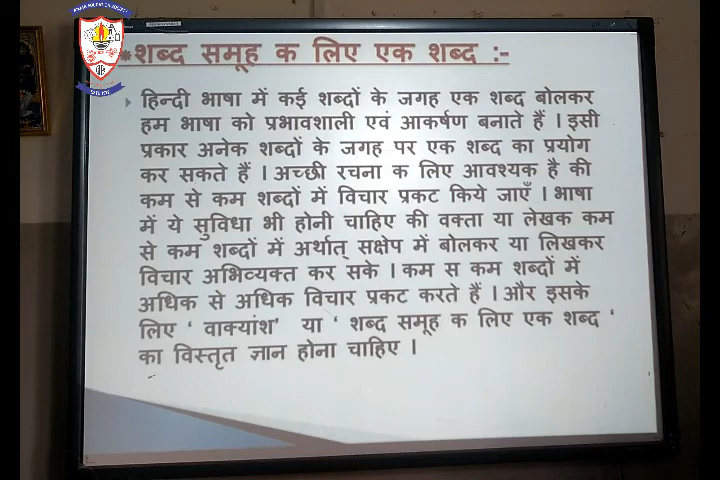 *शब्द समूह क लिए एक शब्द :-
हिन्दी भाषा में कई शब्दों के जगह एक शब्द बोलकर
हम भाषा को प्रभावशाली एवं आकर्षण बनाते हैं । इसी
प्रकार अनेक शब्दों के जगह पर एक शब्द का प्रयोग
कर सकते हैं । अच्छी रचना क लिए आवश्यक है की
कम से कम शब्दों में विचार प्रकट किये जाएँ । भाषा
में ये सुविधा भी होनी चाहिए की वक्ता या लेखक कम
से कम शब्दों में अर्थात् सक्षेप में बोलकर या लिखकर
विचार अभिव्यक्त कर सके । कम स कम शब्दों में
अधिक से अधिक विचार प्रकट करते हैं । और इसके
लिए ‘ वाक्यांश’ या ‘ शब्द समूह क लिए एक शब्द ‘
का विस्तृत ज्ञान होना चाहिए ।